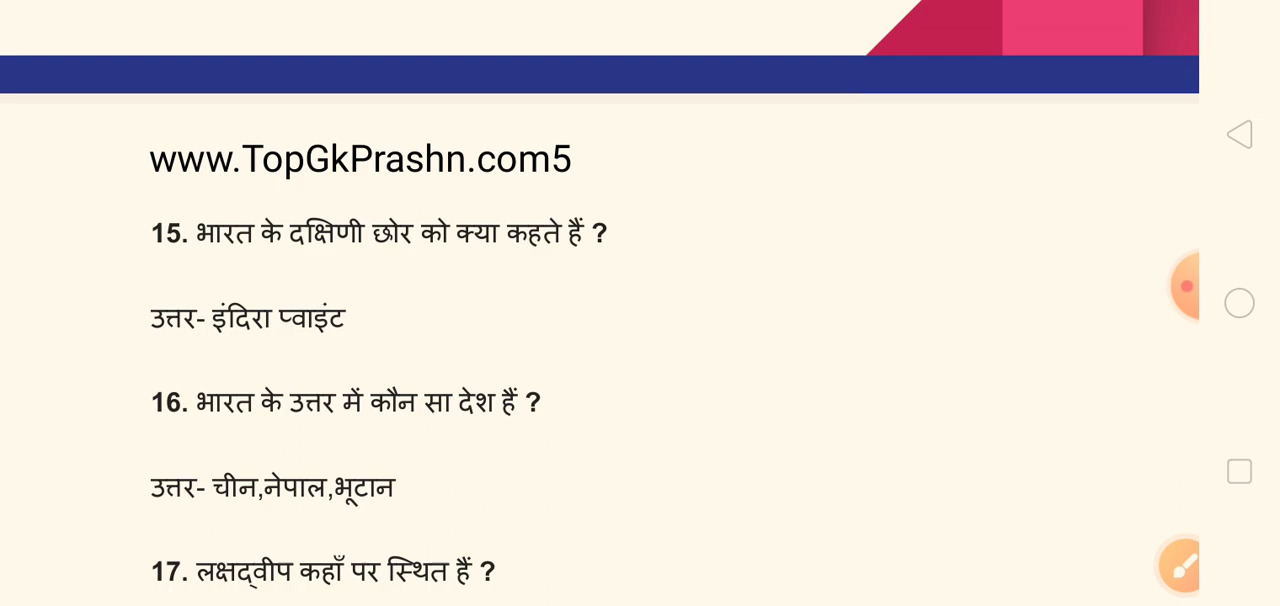 www.TopGkPrashn.com5
15. भारत के दक्षिणी छोर को क्या कहते हैं ?
उत्तर- इंदिरा प्वाइंट
16. भारत के उत्तर में कौन सा देश हैं ?
उत्तर- चीन,नेपाल,भूटान
17. लक्षद्वीप कहाँ पर स्थित हैं ?